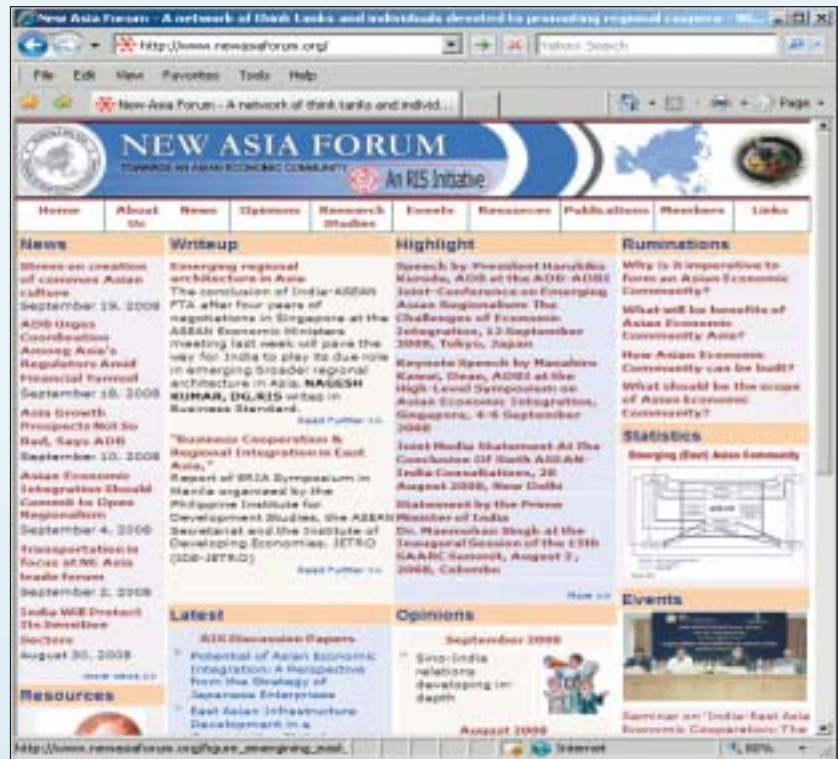 New Asia Forum - A network of think tanks and individuals devoted to promoting regional coopera -
http://www.newasiaforum.org/
Yahoo! Search
File Edit View Favorites Tools Help
New Asia Forum - A network of think tanks and individ...
Page
NEW ASIA FORUM
TOWARDS AN ASIAN ECONOMIC COMMUNITY
An RIS Initiative
Home About Us News Opinions Research Studies Events Resources Publications Members Links
News
Stress on creation
of common Asian
culture
September 19, 2008
ADB Urges
Coordination
Among Asia's
Regulators Amid
Financial Turmoil
September 18, 2008
Asia Growth
Prospects Not So
Bad, Says ADB
September 10, 2008
Asian Economic
Integration Should
Commit to Open
Regionalism
September 4, 2008
Transportation in
focus at NE Asia
trade forum
September 2, 2008
India Will Protect
Its Sensitive
Sectors
August 30, 2008
more news >>
Resources
Writeup
Emerging regional
architecture in Asia
The conclusion of India-ASEAN
FTA after four years of
negotiations in Singapore at the
ASEAN Economic Ministers
meeting last week will pave the
way for India to play its due role
in emerging broader regional
architecture in Asia. NAGESH
KUMAR, DG,RIS writes in
Business Standard.
Read Further >>
"Business Cooperation &
Regional Integration in East
Asia,"
Report of ERIA Symposium in
Manila organized by the
Philippine Institute for
Development Studies, the ASEAN
Secretariat and the Institute of
Developing Economies, JETRO
(IDE-JETRO)
Read Further >>
Latest
RIS Discussion Papers
Potential of Asian Economic
Integration: A Perspective
from the Strategy of
Japanese Enterprises
East Asian Infrastructure
Development in a
Highlight
Speech by President Haruhiko
Kuroda, ADB at the ADB-ADBI
Joint-Conference on Emerging
Asian Regionalism: The
Challenges of Economic
Integration, 12 September
2008, Tokyo, Japan
Keynote Speech by Masahiro
Kawai, Dean, ADBI at the
High-Level Symposium on
Asian Economic Integration,
Singapore, 4-6 September
2008
Joint Media Statement At The
Conclusion Of Sixth ASEAN-
India Consultations, 28
August 2008, New Delhi
Statement by the Prime
Minister of India
Dr. Manmohan Singh at the
Inaugural Session of the 15th
SAARC Summit, August 2,
2008, Colombo
More >>
Opinions
September 2008
Sino-India
relations
developing in-
depth
August 2008
Ruminations
Why is it imperative to
form an Asian Economic
Community?
What will be benefits of
Asian Economic
Community Asia?
How Asian Economic
Community can be built?
What should be the scope
of Asian Economic
Community?
Statistics
Emerging (East) Asian Community
Events
Seminar on 'India-East Asia
Economic Cooperation: The
Internet
80%